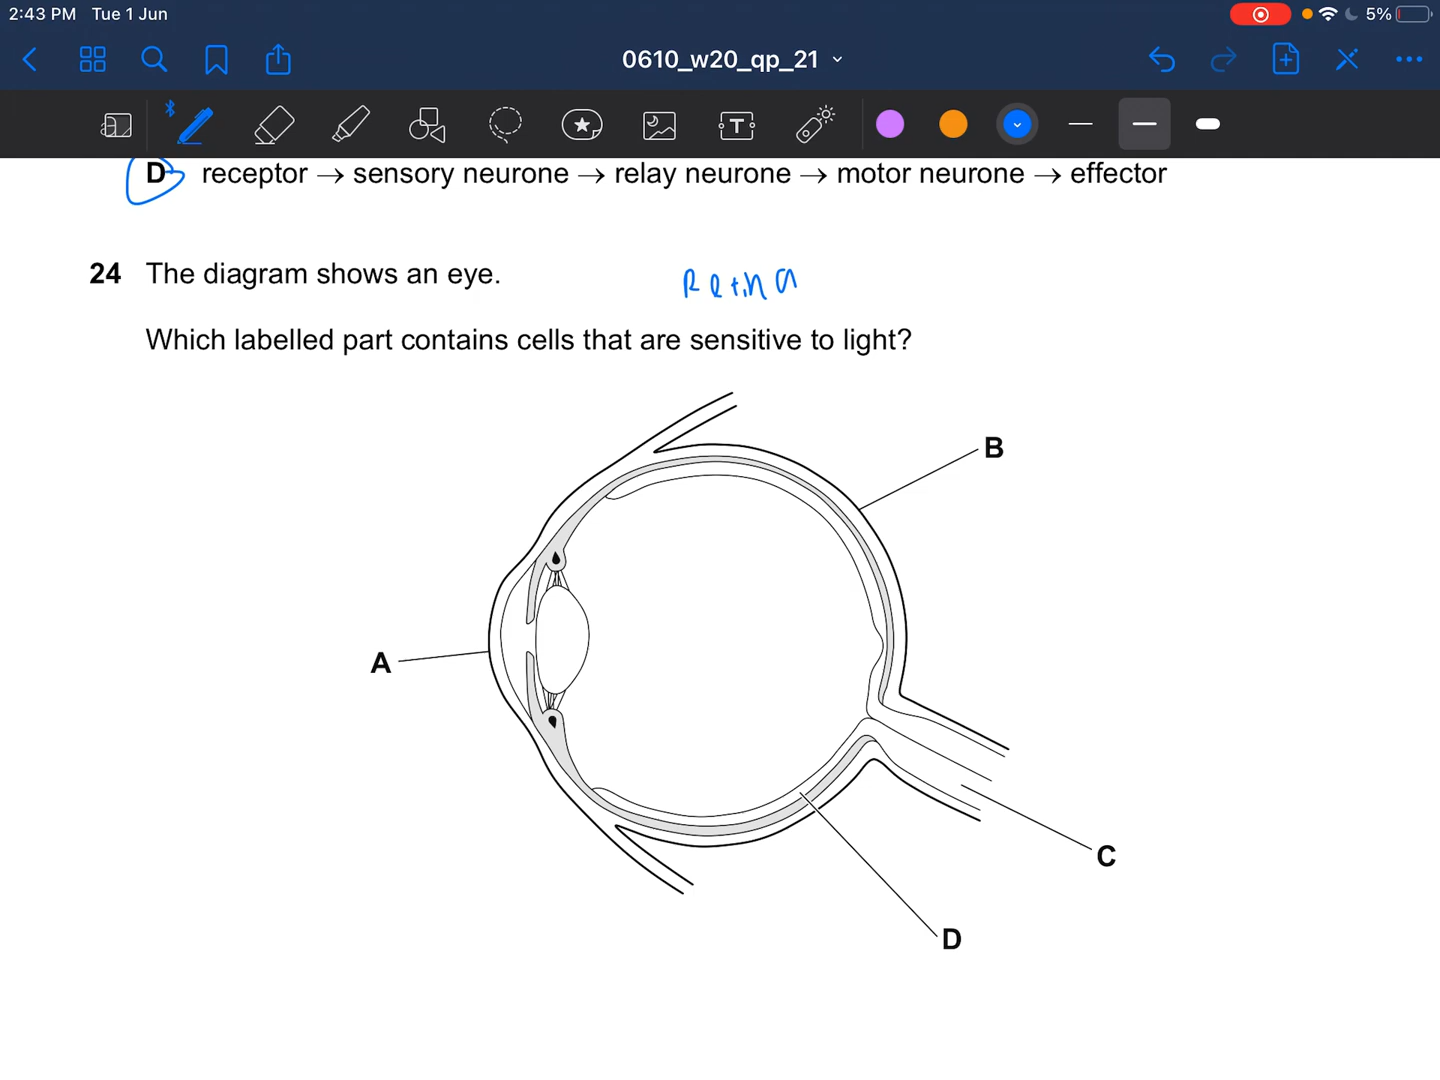 2:43 PM Tue 1 Jun
5%
0610_w20_qp_21
T
D receptor → sensory neurone → relay neurone → motor neurone → effector
24 The diagram shows an eye.
Retina
Which labelled part contains cells that are sensitive to light?
B
A
C
D